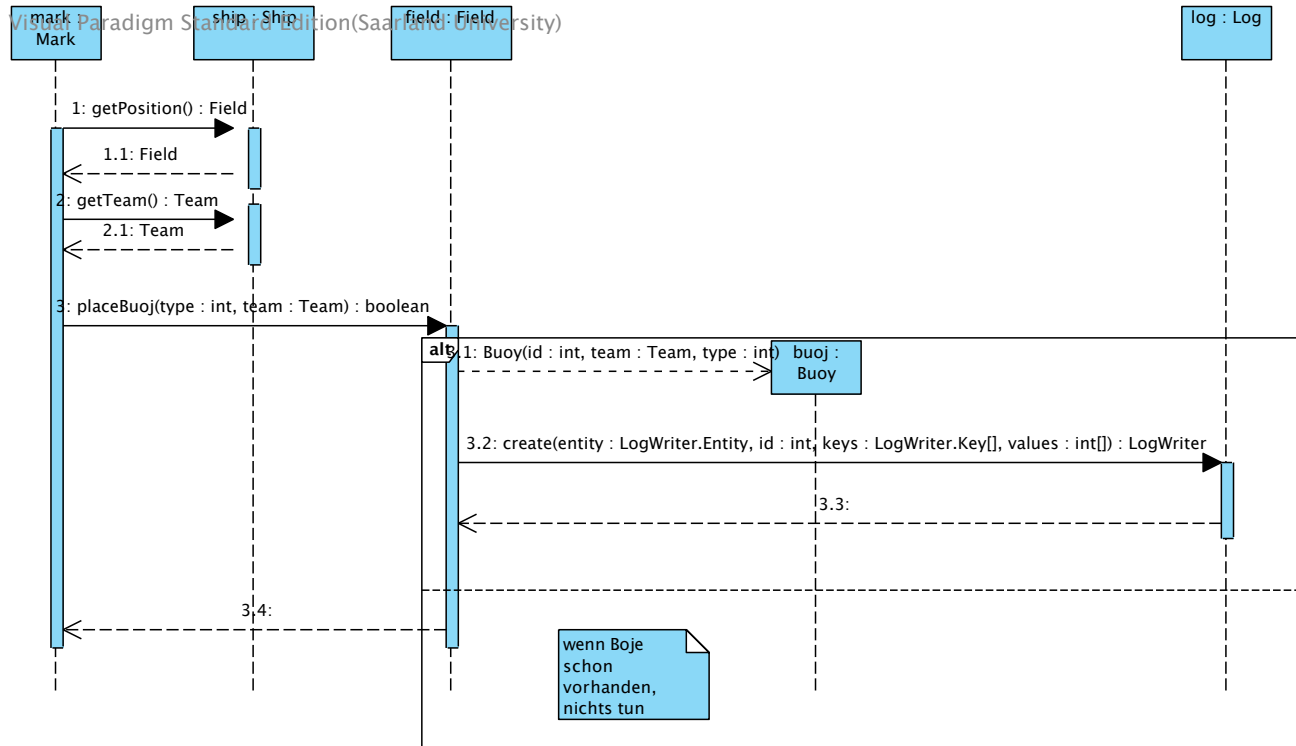 Visual Paradigm Standard Edition(Saarland University)
mark :
Mark
ship : Ship
field : Field
log : Log
1: getPosition() : Field
1.1: Field
2: getTeam() : Team
2.1: Team
3: placeBuoj(type : int, team : Team) : boolean
alt
3.1: Buoy(id : int, team : Team, type : int)
buoj :
Buoy
3.2: create(entity : LogWriter.Entity, id : int, keys : LogWriter.Key[], values : int[]) : LogWriter
3.3:
3.4:
wenn Boje
schon
vorhanden,
nichts tun